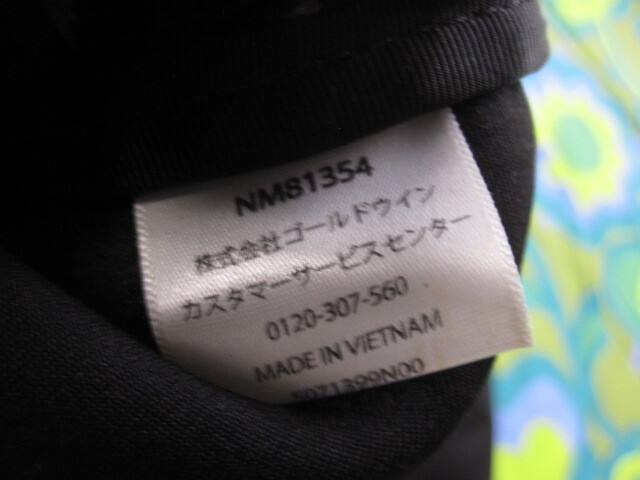 NM81354
株式会社ゴールドウイン
カスタマーサービスセンター
0120-307-560
MADE IN VIETNAM
5071399N00